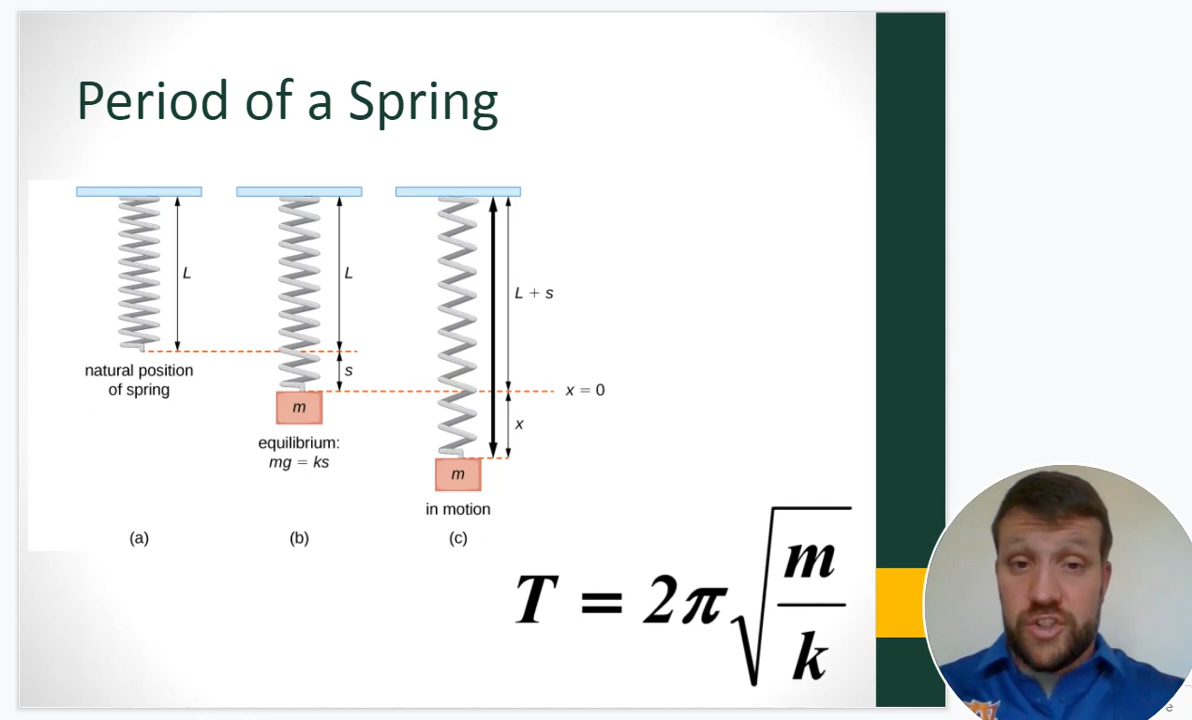 Period of a Spring
L
natural position
of spring
(a)
L
s
m
equilibrium:
mg = ks
(b)
L + s
x = 0
x
m
in motion
(c)
T = 2π√(m/k)
e